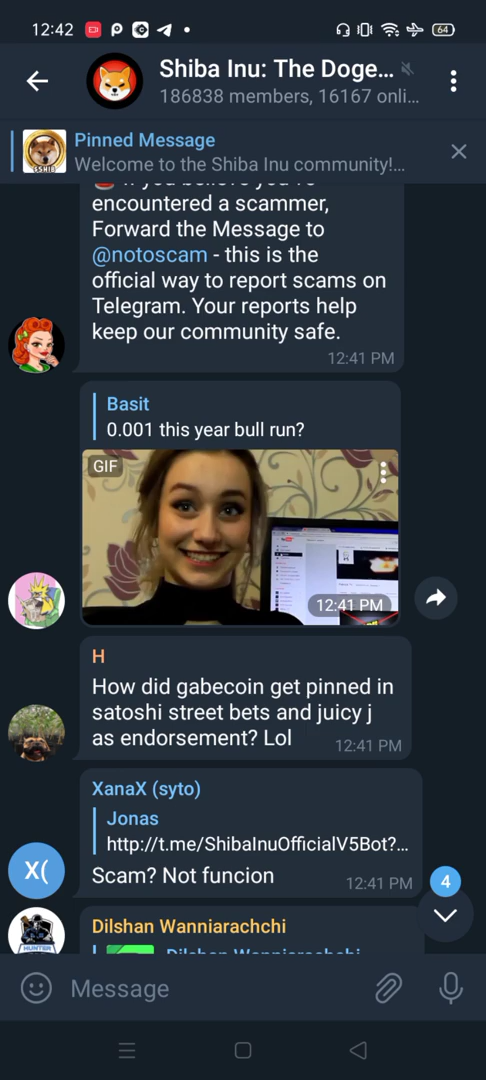 12:42
64
Shiba Inu: The Doge...
186838 members, 16167 onli...
Pinned Message
Welcome to the Shiba Inu community!...
encountered a scammer,
Forward the Message to
@notoscam - this is the
official way to report scams on
Telegram. Your reports help
keep our community safe.
12:41 PM
Basit
0.001 this year bull run?
GIF
12:41 PM
H
How did gabecoin get pinned in
satoshi street bets and juicy j
as endorsement? Lol
12:41 PM
XanaX (syto)
Jonas
http://t.me/ShibaInuOfficialV5Bot?...
Scam? Not funcion
12:41 PM
X(
4
Dilshan Wanniarachchi
HUNTER
Message